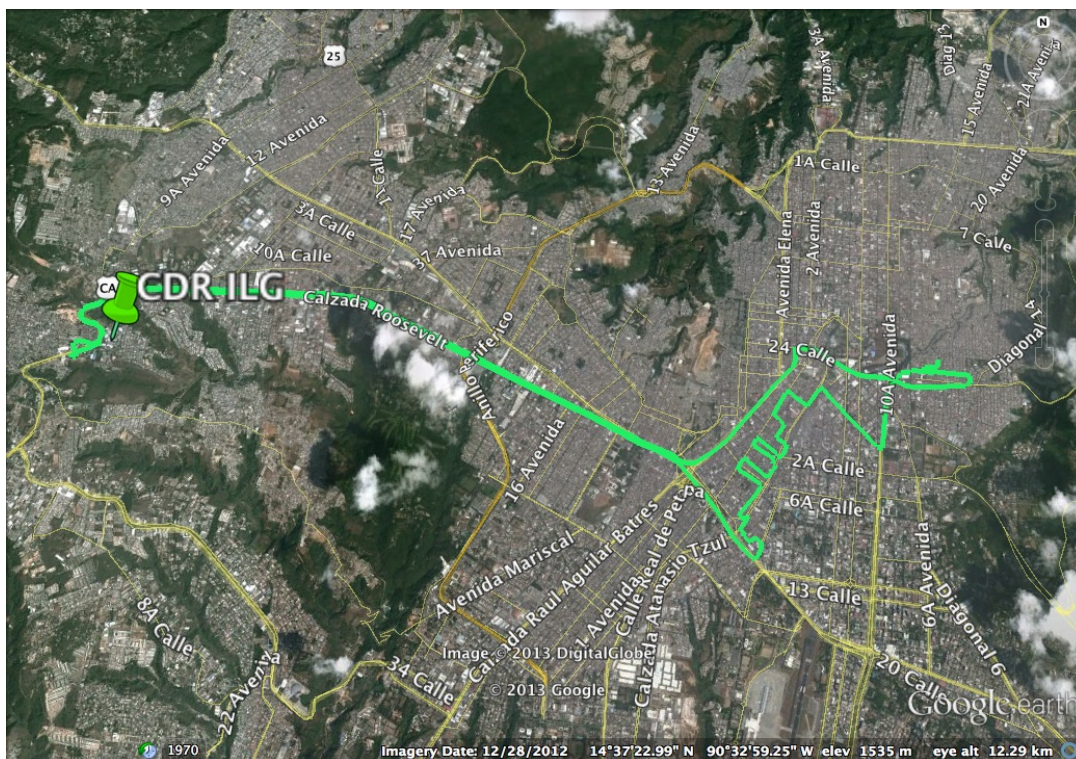 N
25
3A Avenida
Diag 13
15 Avenida
12 Avenida
9A Avenida
11 Calle
17 Avenida
13 Avenida
1A Calle
20 Avenida
3A Calle
10A Calle
37 Avenida
Avenida Elena
2 Avenida
7 Calle
CA
CDR ILG
Calzada Roosevelt
Anillo Periferico
24 Calle
10A Avenida
Diagonal 14
16 Avenida
2A Calle
6A Calle
Avenida Mariscal
Calzada Raul Aguilar Batres
1 Avenida
Calle Real de Petapa
Calzada Atanasio Tzul
13 Calle
6A Avenida
Diagonal 6
8A Calle
22 Avenida
34 Calle
20 Calle
Image © 2013 DigitalGlobe
© 2013 Google
Google earth
1970
Imagery Date: 12/28/2012 14°37'22.99" N 90°32'59.25" W elev 1535 m eye alt 12.29 km